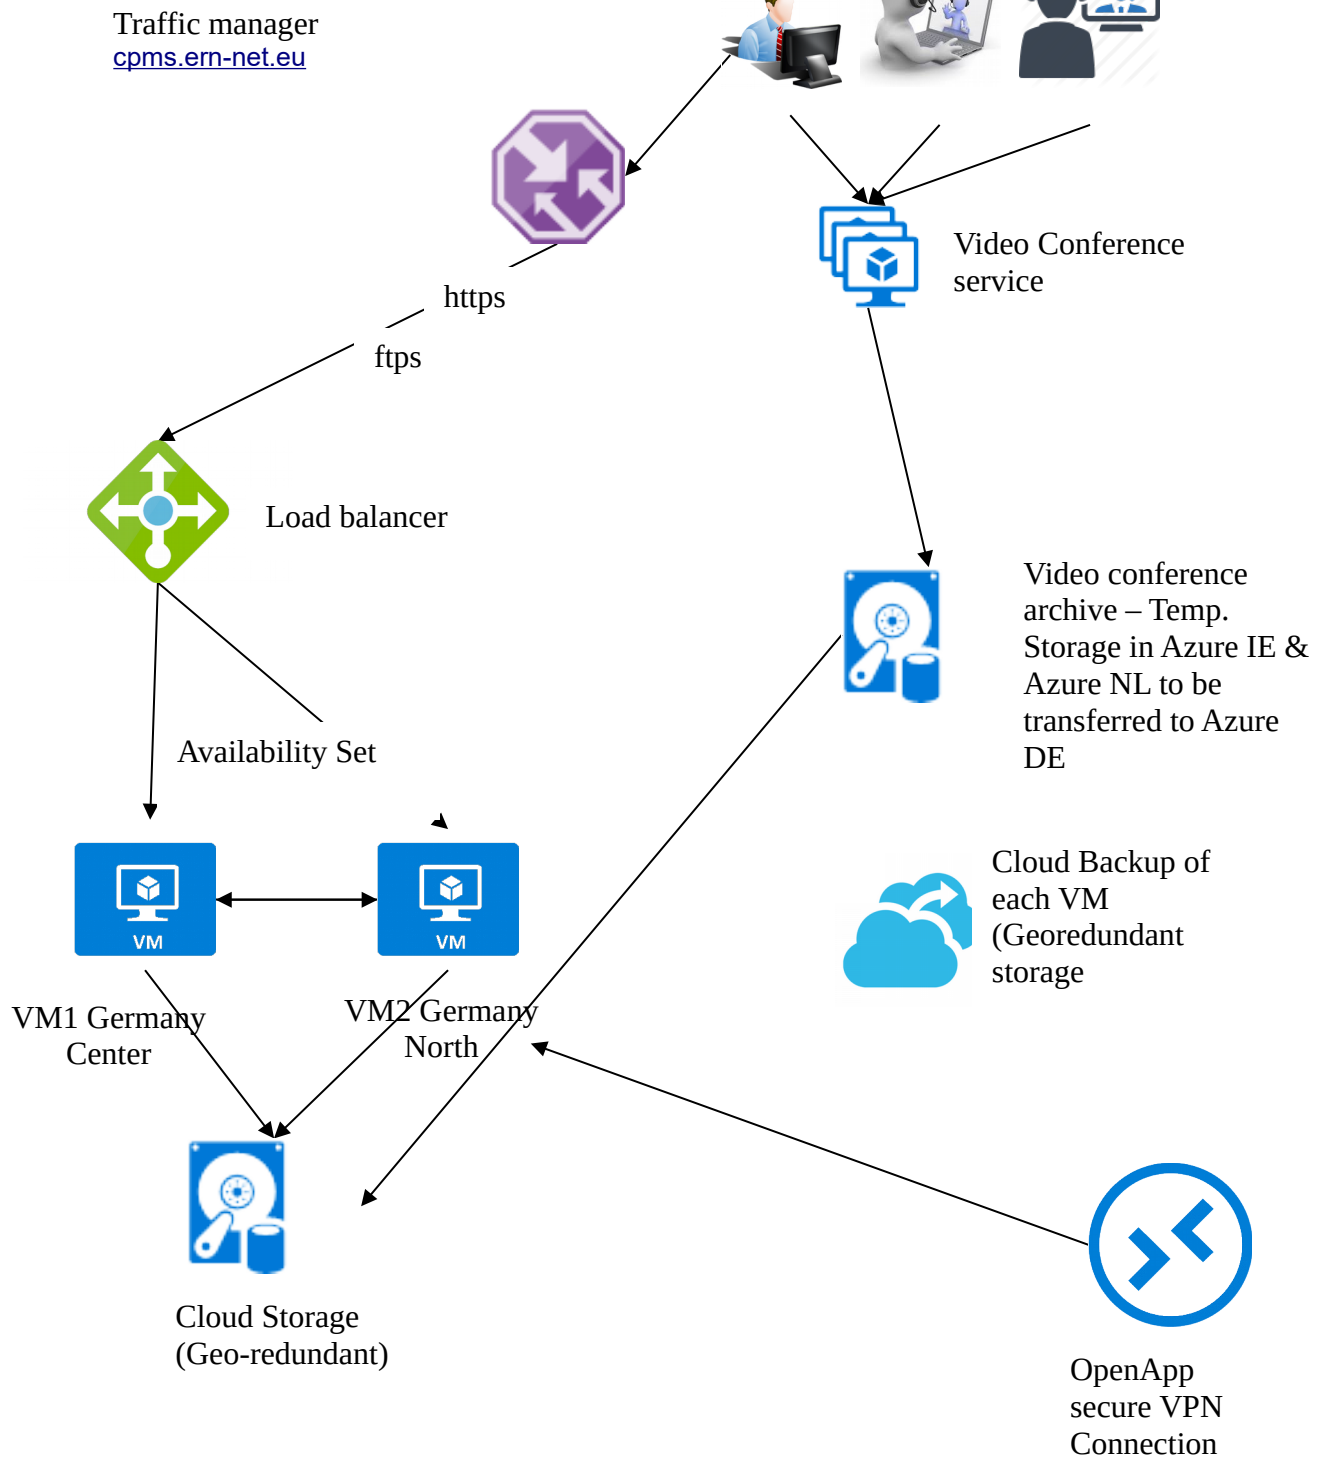 Traffic manager
cpms.ern-net.eu
Video Conference
service
https
ftps
Load balancer
Video conference
archive – Temp.
Storage in Azure IE &
Azure NL to be
transferred to Azure
DE
Availability Set
Cloud Backup of
each VM
(Georedundant
storage
VM
VM
VM1 Germany
Center
VM2 Germany
North
Cloud Storage
(Geo-redundant)
OpenApp
secure VPN
Connection